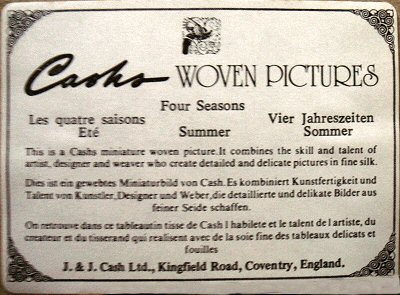 Cashs WOVEN PICTURES
Four Seasons
Les quatre saisons Vier Jahreszeiten
Eté Summer Sommer
This is a Cashs miniature woven picture.It combines the skill and talent of
artist, designer and weaver who create detailed and delicate pictures in fine silk.
Dies ist ein gewebtes Miniaturbild von Cash.Es kombiniert Kunstfertigkeit und
Talent von Kunstler,Designer und Weber,die detaillierte und delikate Bilder aus
feiner Seide schaffen.
On retrouve dans ce tableautin tisse de Cash l habilete et le talent de l artiste, du
createur et du tisserand qui realisent avec de la soie fine des tableaux delicats et
fouilles
J. & J. Cash Ltd., Kingfield Road, Coventry, England.